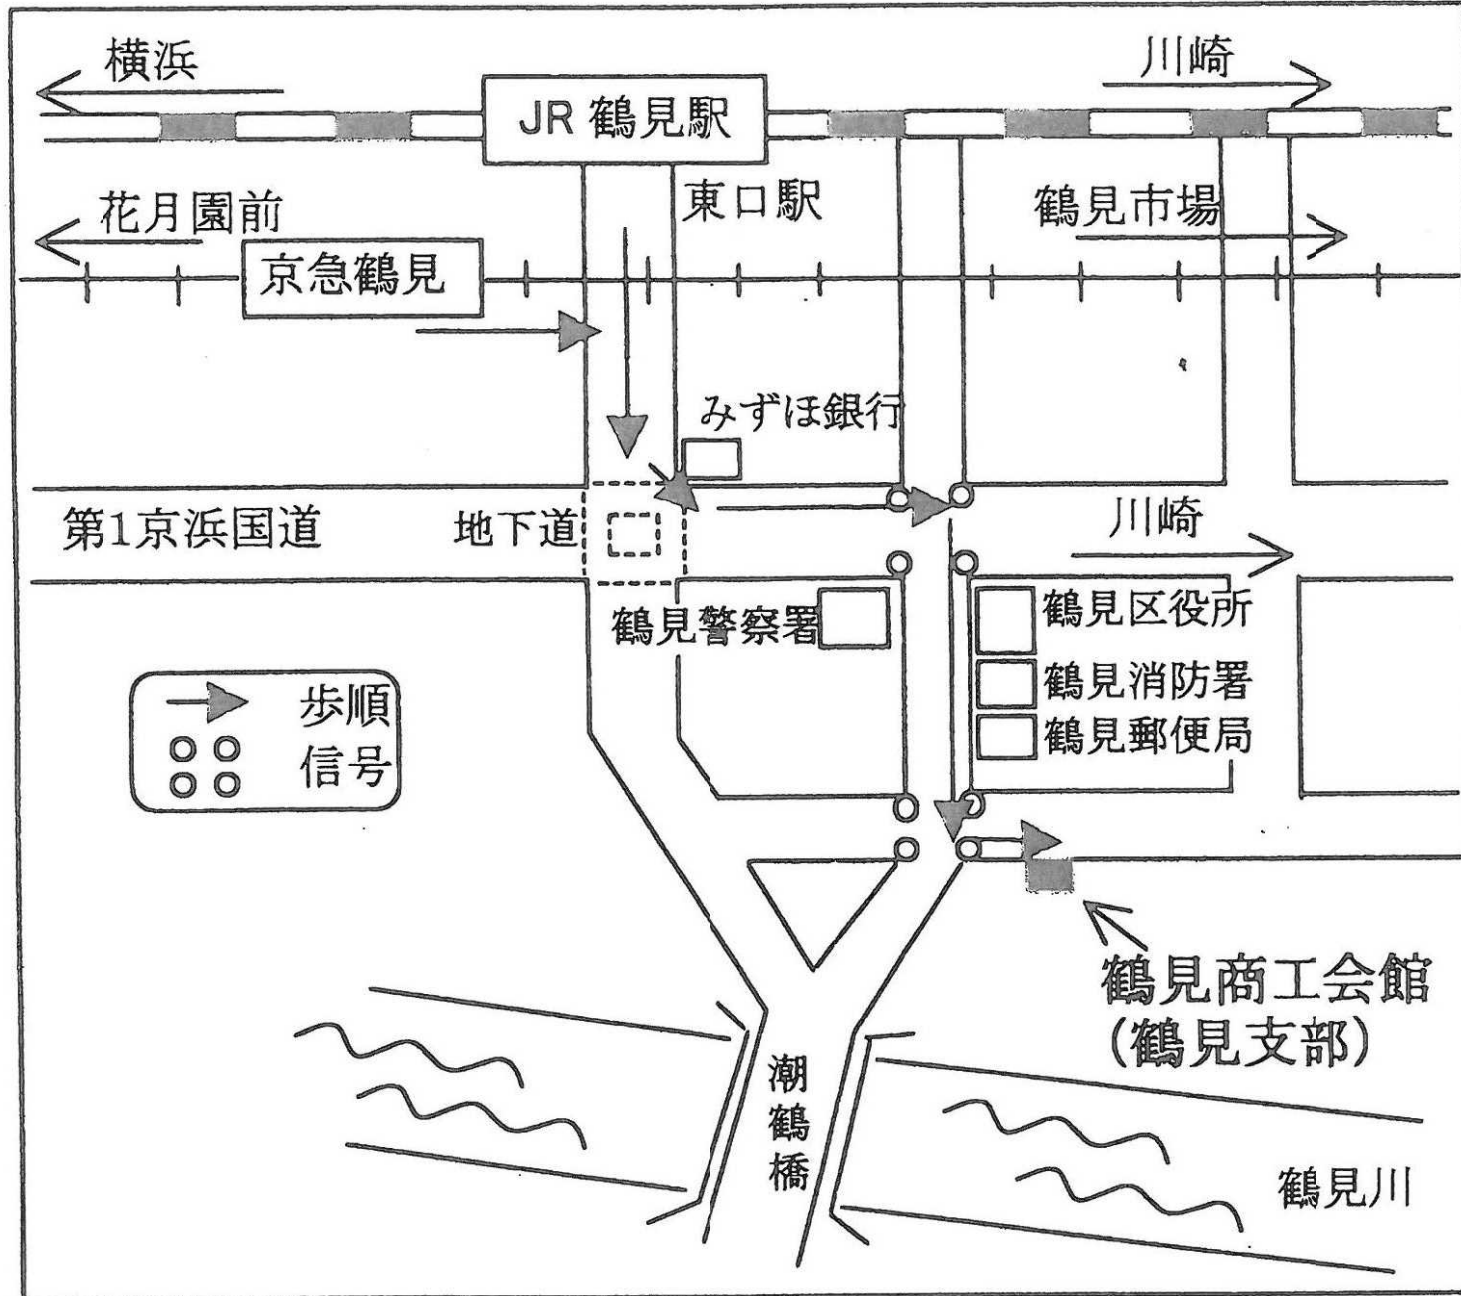 横浜
川崎
JR 鶴見駅
東口駅
花月園前
鶴見市場
京急鶴見
みずほ銀行
第1京浜国道
地下道
川崎
鶴見警察署
鶴見区役所
鶴見消防署
鶴見郵便局
歩順
信号
鶴見商工会館
(鶴見支部)
潮鶴橋
鶴見川